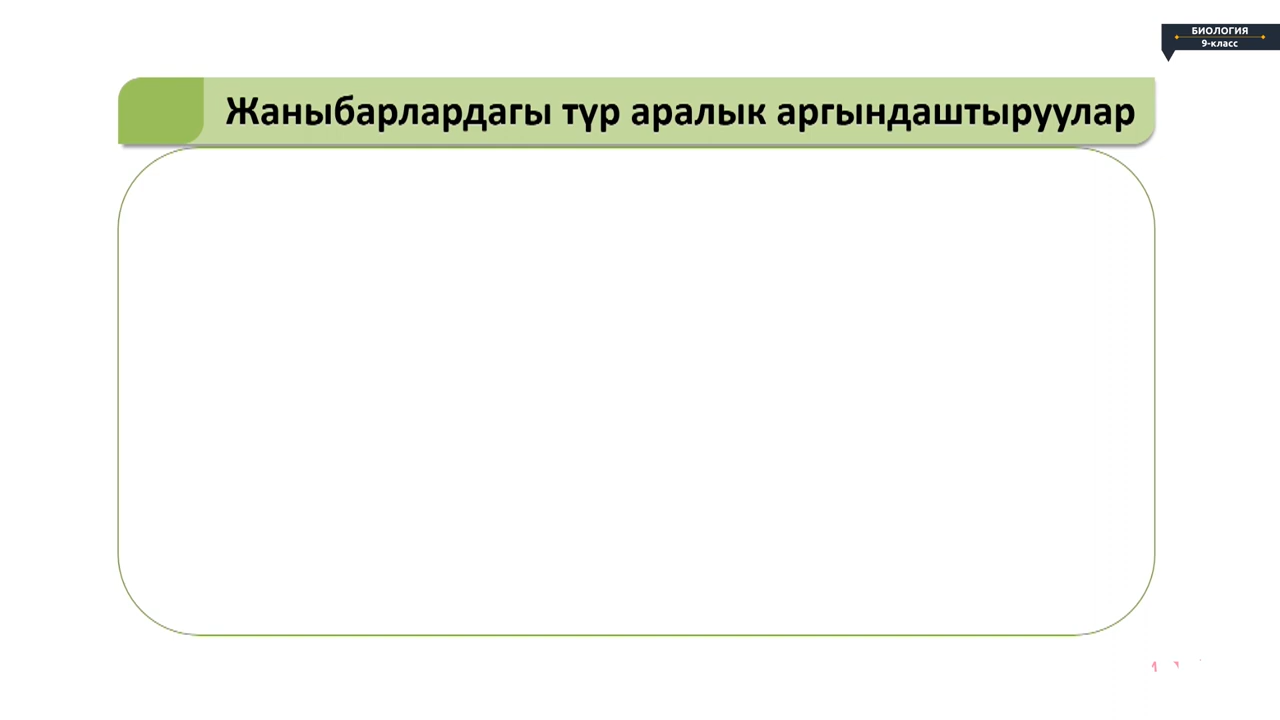 БИОЛОГИЯ
9-класс
Жаныбарлардагы түр аралык аргындаштыруулар